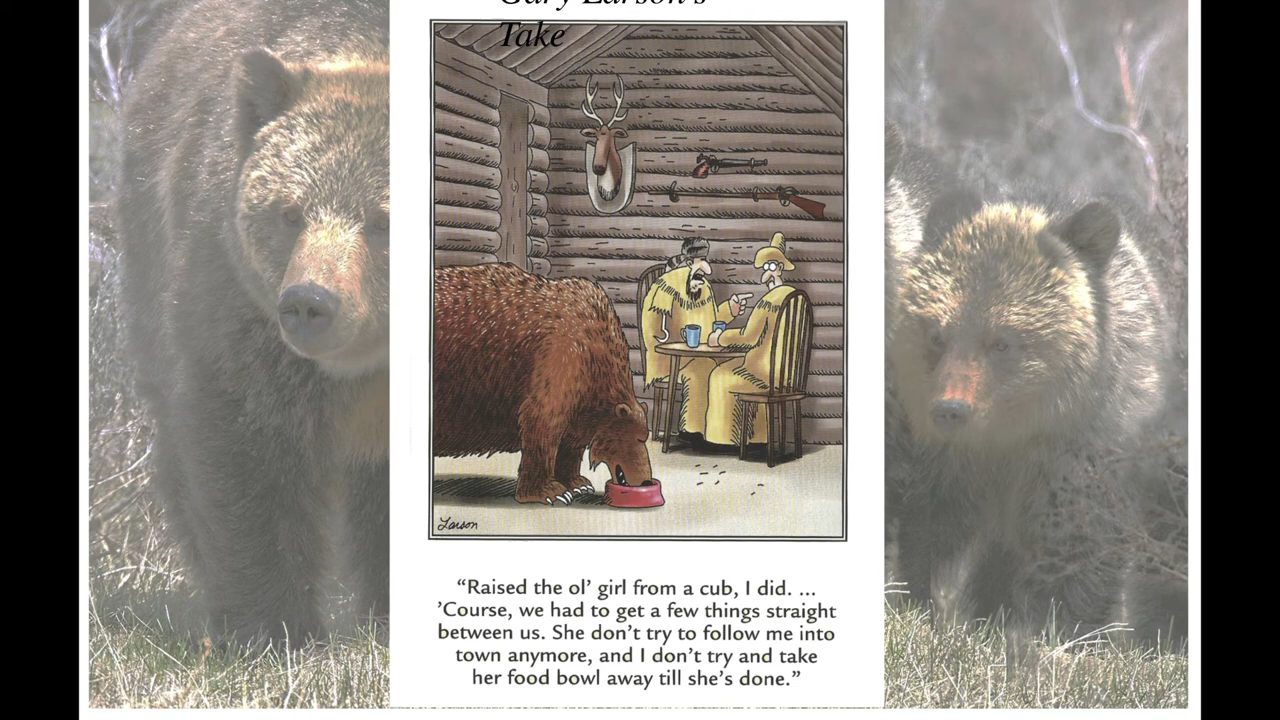 Gary Larson's
Take
Larson
“Raised the ol’ girl from a cub, I did. ...
’Course, we had to get a few things straight
between us. She don’t try to follow me into
town anymore, and I don’t try and take
her food bowl away till she’s done.”